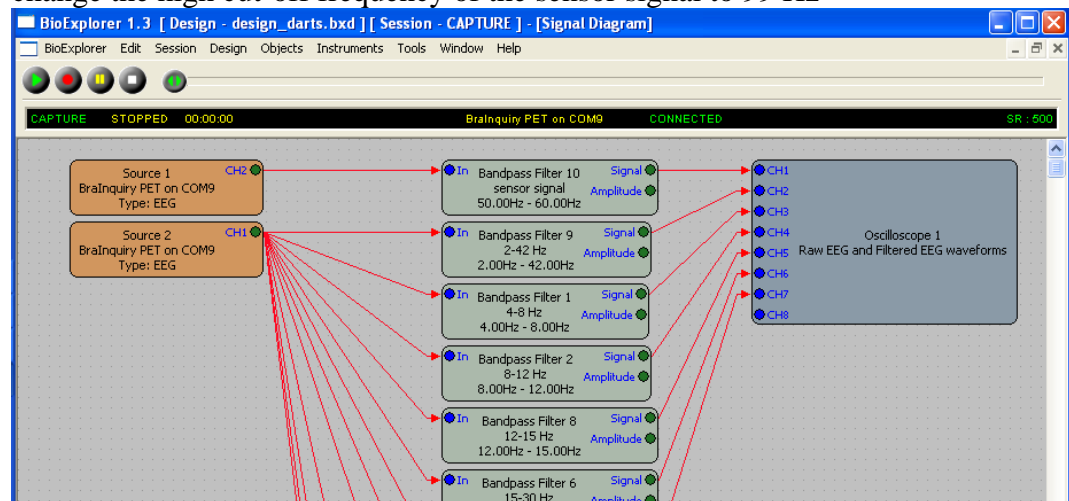 change the high cut-off frequency of the sensor signal to 99 Hz
BioExplorer 1.3 [ Design - design_darts.bxd ] [ Session - CAPTURE ] - [Signal Diagram]
BioExplorer Edit Session Design Objects Instruments Tools Window Help
CAPTURE STOPPED 00:00:00 BraInquiry PET on COM9 CONNECTED SR : 500
Source 1 CH2
BraInquiry PET on COM9
Type: EEG
In Bandpass Filter 10 Signal
sensor signal Amplitude
50.00Hz - 60.00Hz
CH1
CH2
CH3
CH4
CH5
CH6
CH7
CH8
Oscilloscope 1
Raw EEG and Filtered EEG waveforms
Source 2 CH1
BraInquiry PET on COM9
Type: EEG
In Bandpass Filter 9 Signal
2-42 Hz Amplitude
2.00Hz - 42.00Hz
In Bandpass Filter 1 Signal
4-8 Hz Amplitude
4.00Hz - 8.00Hz
In Bandpass Filter 2 Signal
8-12 Hz Amplitude
8.00Hz - 12.00Hz
In Bandpass Filter 8 Signal
12-15 Hz Amplitude
12.00Hz - 15.00Hz
In Bandpass Filter 6 Signal
15-30 Hz Amplitude